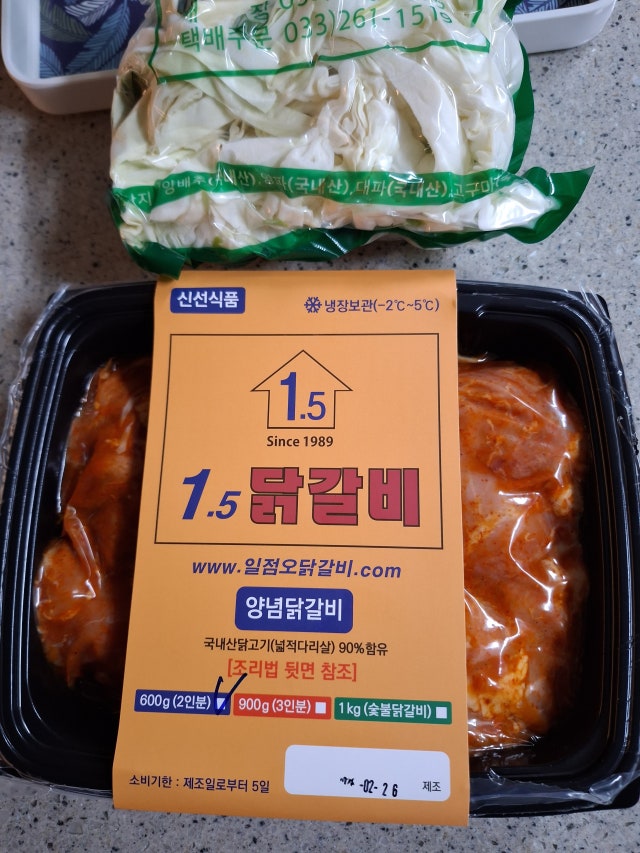 택배주문 033)261-15
양배추(국내산), 양파(국내산), 대파(국내산), 고구마
신선식품
냉장보관(-2℃~5℃)
1.5
Since 1989
1.5 닭갈비
www.일점오닭갈비.com
양념닭갈비
국내산닭고기(넓적다리살) 90%함유
[조리법 뒷면 참조]
600g (2인분) 900g (3인분) 1kg (숯불닭갈비)
소비기한 : 제조일로부터 5일
-02-26 제조